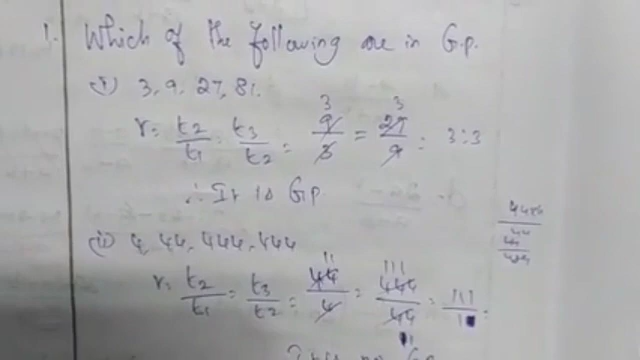 1. Which of the following are in G.p.
(i) 3, 9, 27, 81.
r = t2/t1 = t3/t2 = 9/3 = 27/9 = 3 : 3
3 3
∴ It is G.p
(ii) 4, 44, 444, 444
r = t2/t1 = t3/t2 = 44/4 = 444/44 = 111/11
11 111 11